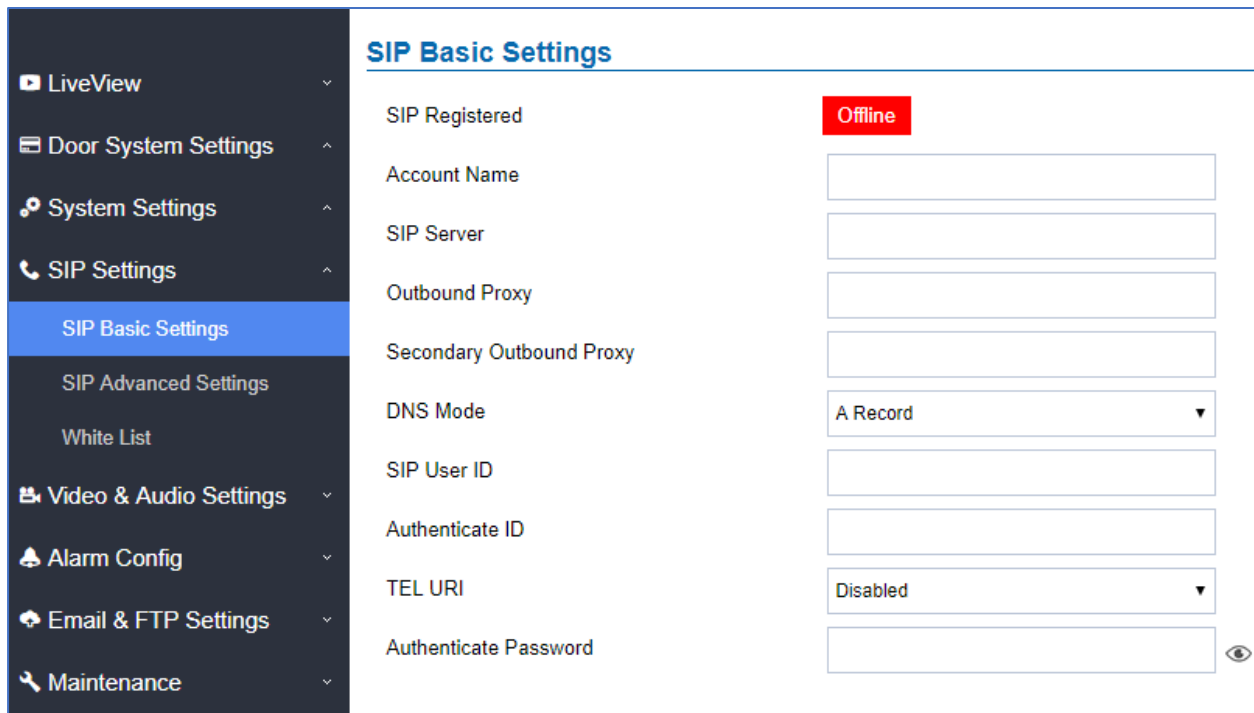 LiveView
Door System Settings
System Settings
SIP Settings
SIP Basic Settings
SIP Advanced Settings
White List
Video & Audio Settings
Alarm Config
Email & FTP Settings
Maintenance
SIP Basic Settings
SIP Registered Offline
Account Name
SIP Server
Outbound Proxy
Secondary Outbound Proxy
DNS Mode A Record
SIP User ID
Authenticate ID
TEL URI Disabled
Authenticate Password